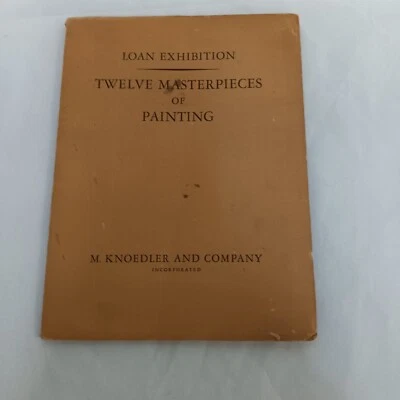 LOAN EXHIBITION
TWELVE MASTERPIECES
OF
PAINTING
M. KNOEDLER AND COMPANY
INCORPORATED